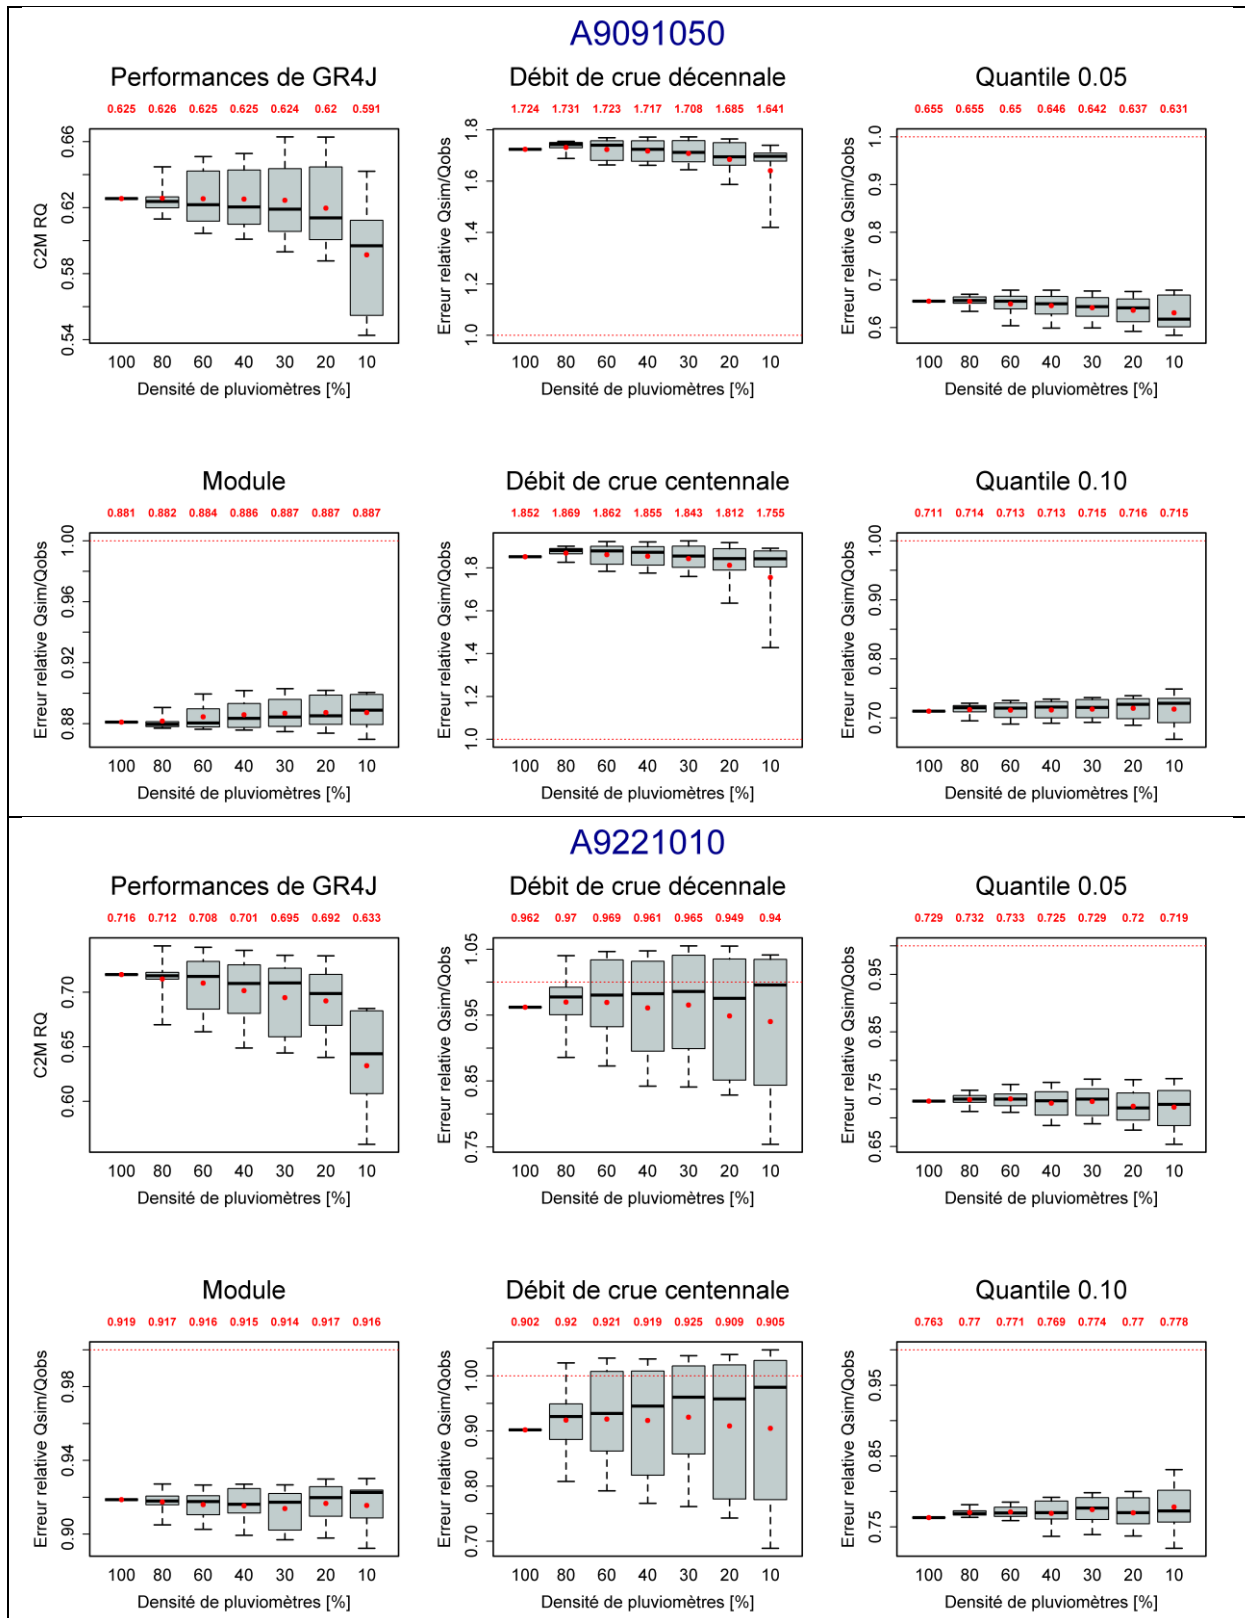 A9091050
Performances de GR4J
0.625 0.626 0.625 0.625 0.624 0.62 0.591
C2M RQ
0.66
0.62
0.58
0.54
100 80 60 40 30 20 10
Densité de pluviomètres [%]
Débit de crue décennale
1.724 1.731 1.723 1.717 1.708 1.685 1.641
Erreur relative Qsim/Qobs
1.8
1.6
1.4
1.2
1.0
100 80 60 40 30 20 10
Densité de pluviomètres [%]
Quantile 0.05
0.655 0.655 0.65 0.646 0.642 0.637 0.631
Erreur relative Qsim/Qobs
1.0
0.9
0.8
0.7
0.6
100 80 60 40 30 20 10
Densité de pluviomètres [%]
Module
0.881 0.882 0.884 0.886 0.887 0.887 0.887
Erreur relative Qsim/Qobs
1.00
0.96
0.92
0.88
100 80 60 40 30 20 10
Densité de pluviomètres [%]
Débit de crue centennale
1.852 1.869 1.862 1.855 1.843 1.812 1.755
Erreur relative Qsim/Qobs
1.8
1.6
1.4
1.2
1.0
100 80 60 40 30 20 10
Densité de pluviomètres [%]
Quantile 0.10
0.711 0.714 0.713 0.713 0.715 0.716 0.715
Erreur relative Qsim/Qobs
1.00
0.90
0.80
0.70
100 80 60 40 30 20 10
Densité de pluviomètres [%]
A9221010
Performances de GR4J
0.716 0.712 0.708 0.701 0.695 0.692 0.633
C2M RQ
0.70
0.65
0.60
100 80 60 40 30 20 10
Densité de pluviomètres [%]
Débit de crue décennale
0.962 0.97 0.969 0.961 0.965 0.949 0.94
Erreur relative Qsim/Qobs
1.05
0.95
0.85
0.75
100 80 60 40 30 20 10
Densité de pluviomètres [%]
Quantile 0.05
0.729 0.732 0.733 0.725 0.729 0.72 0.719
Erreur relative Qsim/Qobs
0.95
0.85
0.75
0.65
100 80 60 40 30 20 10
Densité de pluviomètres [%]
Module
0.919 0.917 0.916 0.915 0.914 0.917 0.916
Erreur relative Qsim/Qobs
0.98
0.94
0.90
100 80 60 40 30 20 10
Densité de pluviomètres [%]
Débit de crue centennale
0.902 0.92 0.921 0.919 0.925 0.909 0.905
Erreur relative Qsim/Qobs
1.00
0.90
0.80
0.70
100 80 60 40 30 20 10
Densité de pluviomètres [%]
Quantile 0.10
0.763 0.77 0.771 0.769 0.774 0.77 0.778
Erreur relative Qsim/Qobs
0.95
0.85
0.75
100 80 60 40 30 20 10
Densité de pluviomètres [%]